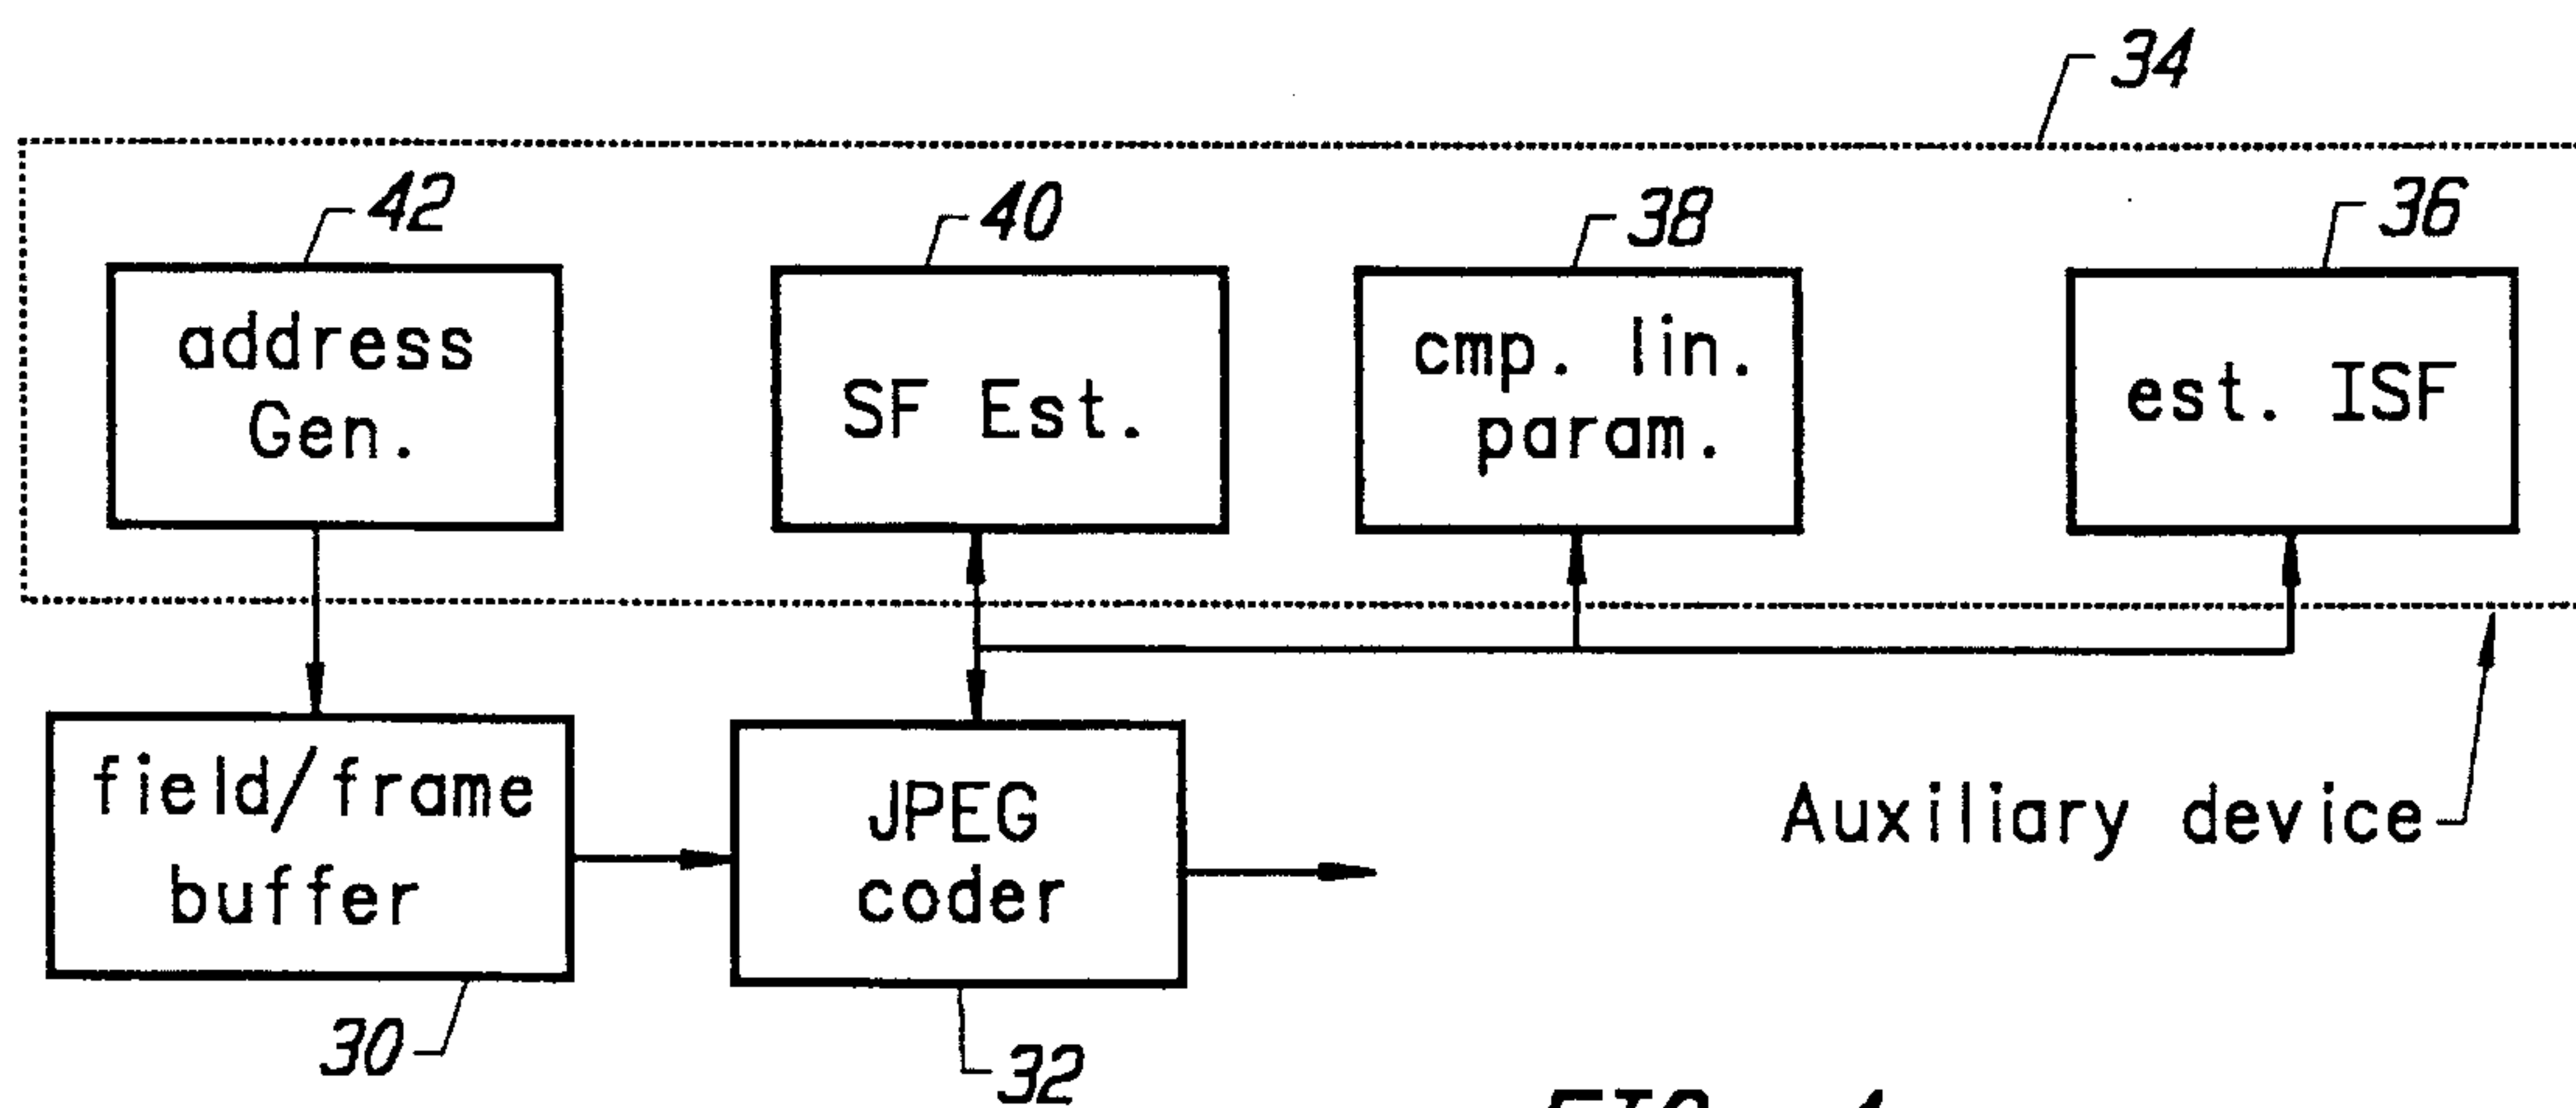 34
42
40
38
36
address
Gen.
SF Est.
cmp. lin.
param.
est. ISF
field/frame
buffer
JPEG
coder
Auxiliary device
30
32